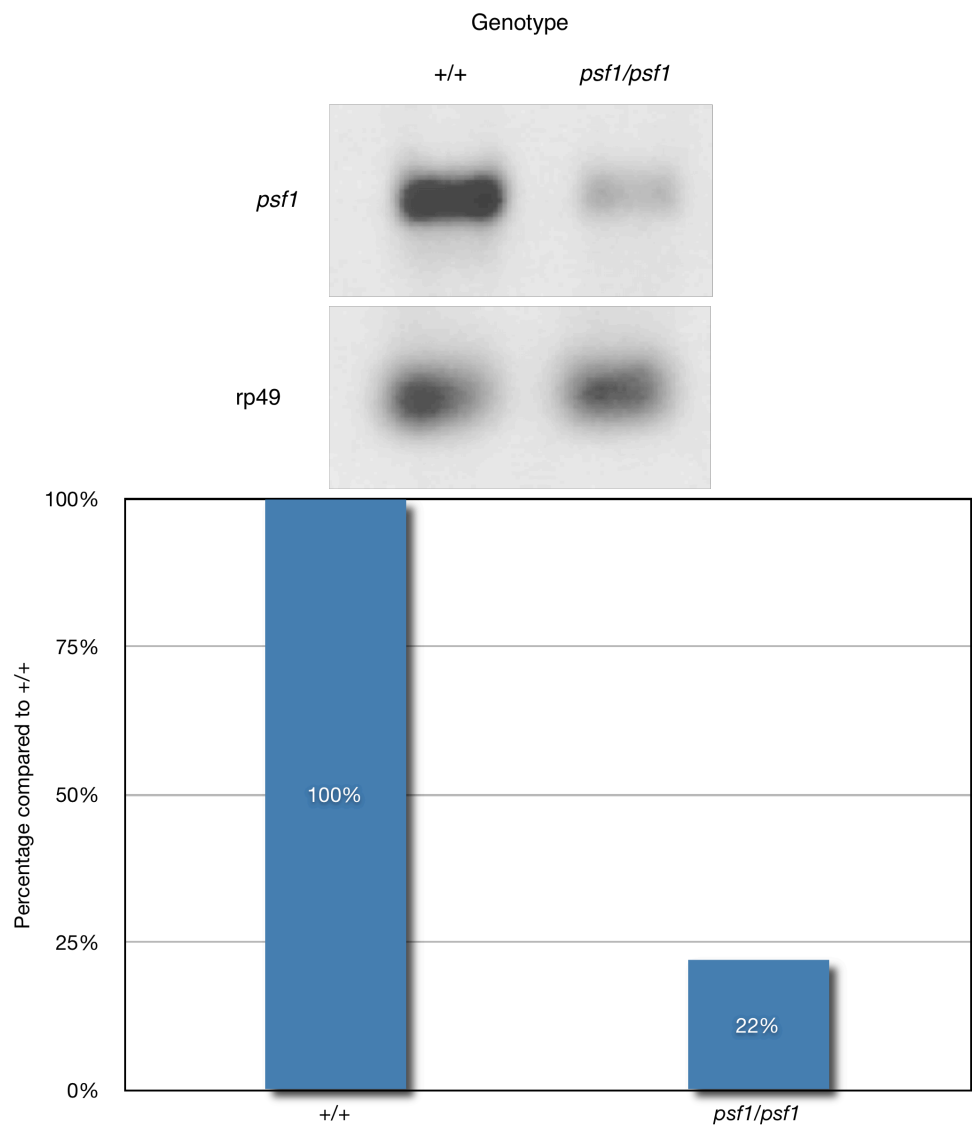 Genotype
+/+ psf1/psf1
psf1
rp49
100%
75%
50%
25%
0%
Percentage compared to +/+
100%
22%
+/+ psf1/psf1